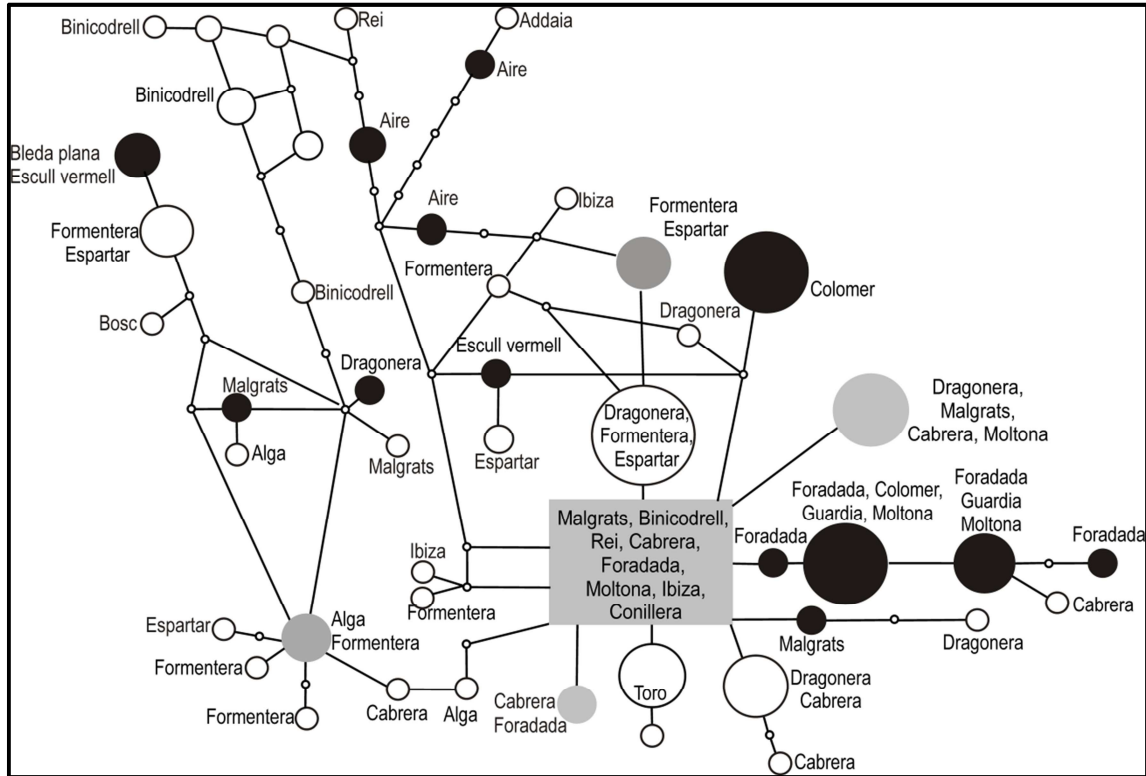 Binicodrell
Rei
Addaia
Aire
Binicodrell
Aire
Bleda plana
Escull vermell
Aire
Ibiza
Formentera
Espartar
Formentera
Espartar
Formentera
Colomer
Binicodrell
Bosc
Dragonera
Escull vermell
Dragonera
Malgrats
Dragonera,
Malgrats,
Cabrera, Moltona
Dragonera,
Formentera,
Espartar
Alga
Malgrats
Espartar
Foradada, Colomer,
Guardia, Moltona
Foradada
Guardia
Moltona
Malgrats, Binicodrell,
Rei, Cabrera,
Foradada,
Moltona, Ibiza,
Conillera
Foradada
Foradada
Ibiza
Formentera
Cabrera
Alga
Formentera
Espartar
Malgrats
Dragonera
Formentera
Dragonera
Cabrera
Toro
Cabrera
Foradada
Cabrera
Alga
Formentera
Cabrera